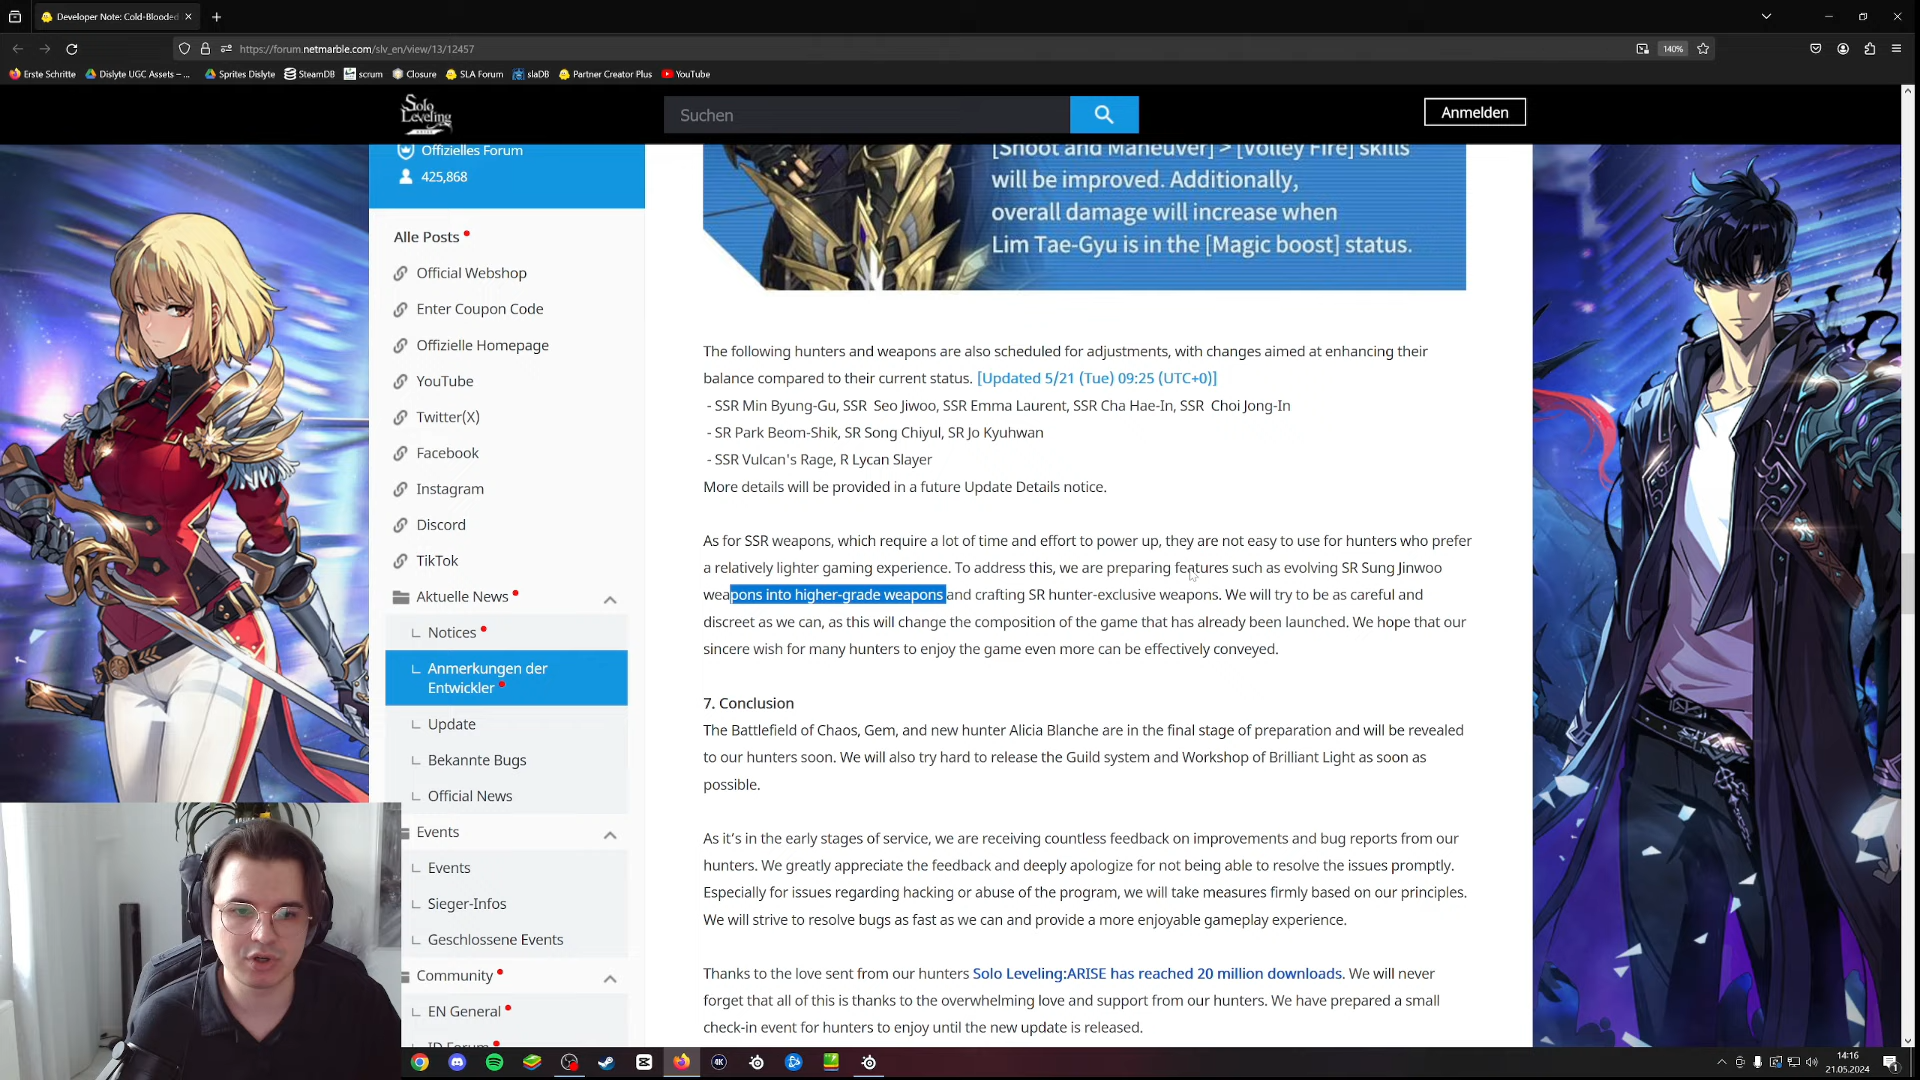 Developer Note: Cold-Blooded
https://forum.netmarble.com/slv_en/view/13/12457
140%
Erste Schritte
Dislyte UGC Assets – ...
Sprites Dislyte
SteamDB
scrum
Closure
SLA Forum
slaDB
Partner Creator Plus
YouTube
Solo Leveling
ARISE
Suchen
Anmelden
Offizielles Forum
425,868
Alle Posts
Official Webshop
Enter Coupon Code
Offizielle Homepage
YouTube
Twitter(X)
Facebook
Instagram
Discord
TikTok
Aktuelle News
Notices
Anmerkungen der
Entwickler
Update
Bekannte Bugs
Official News
Events
Events
Sieger-Infos
Geschlossene Events
Community
EN General
ID Forum
[Shoot and Maneuver] > [Volley Fire] skills
will be improved. Additionally,
overall damage will increase when
Lim Tae-Gyu is in the [Magic boost] status.
The following hunters and weapons are also scheduled for adjustments, with changes aimed at enhancing their
balance compared to their current status. [Updated 5/21 (Tue) 09:25 (UTC+0)]
- SSR Min Byung-Gu, SSR Seo Jiwoo, SSR Emma Laurent, SSR Cha Hae-In, SSR Choi Jong-In
- SR Park Beom-Shik, SR Song Chiyul, SR Jo Kyuhwan
- SSR Vulcan's Rage, R Lycan Slayer
More details will be provided in a future Update Details notice.
As for SSR weapons, which require a lot of time and effort to power up, they are not easy to use for hunters who prefer
a relatively lighter gaming experience. To address this, we are preparing features such as evolving SR Sung Jinwoo
weapons into higher-grade weapons and crafting SR hunter-exclusive weapons. We will try to be as careful and
discreet as we can, as this will change the composition of the game that has already been launched. We hope that our
sincere wish for many hunters to enjoy the game even more can be effectively conveyed.
7. Conclusion
The Battlefield of Chaos, Gem, and new hunter Alicia Blanche are in the final stage of preparation and will be revealed
to our hunters soon. We will also try hard to release the Guild system and Workshop of Brilliant Light as soon as
possible.
As it's in the early stages of service, we are receiving countless feedback on improvements and bug reports from our
hunters. We greatly appreciate the feedback and deeply apologize for not being able to resolve the issues promptly.
Especially for issues regarding hacking or abuse of the program, we will take measures firmly based on our principles.
We will strive to resolve bugs as fast as we can and provide a more enjoyable gameplay experience.
Thanks to the love sent from our hunters Solo Leveling:ARISE has reached 20 million downloads. We will never
forget that all of this is thanks to the overwhelming love and support from our hunters. We have prepared a small
check-in event for hunters to enjoy until the new update is released.
14:16
21.05.2024